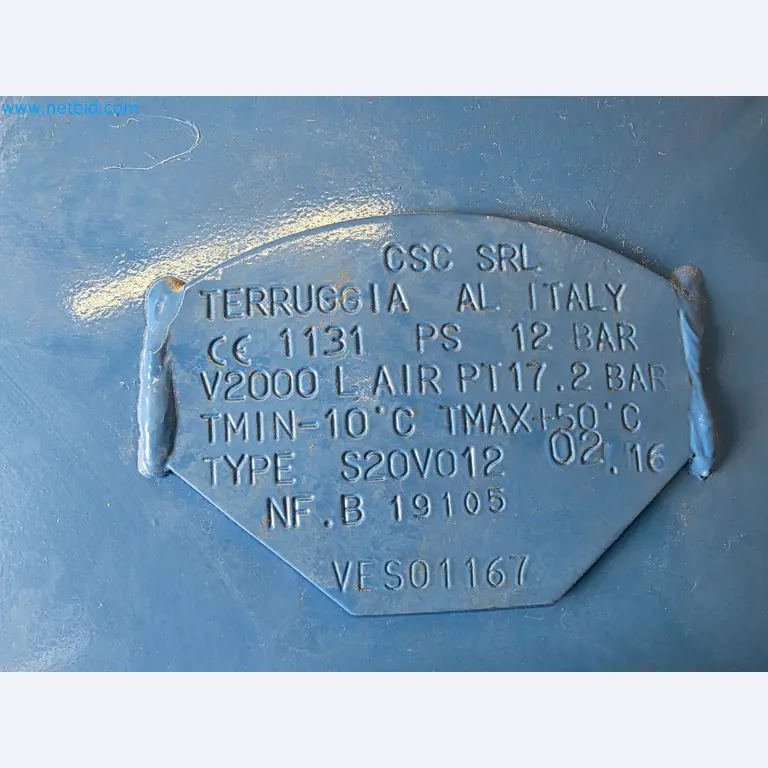 www.netbid.com
CSC SRL
TERRUGGIA AL ITALY
CE 1131 PS 12 BAR
V2000 L AIR PT17.2 BAR
TMIN-10°C TMAX+50°C
TYPE S20V012 02.16
NF.B 19105
VES01167